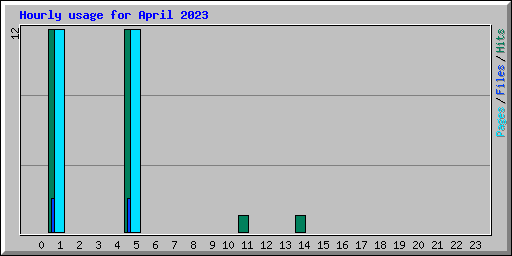 Hourly usage for April 2023
12
Pages/Files/Hits
0 1 2 3 4 5 6 7 8 9 10 11 12 13 14 15 16 17 18 19 20 21 22 23